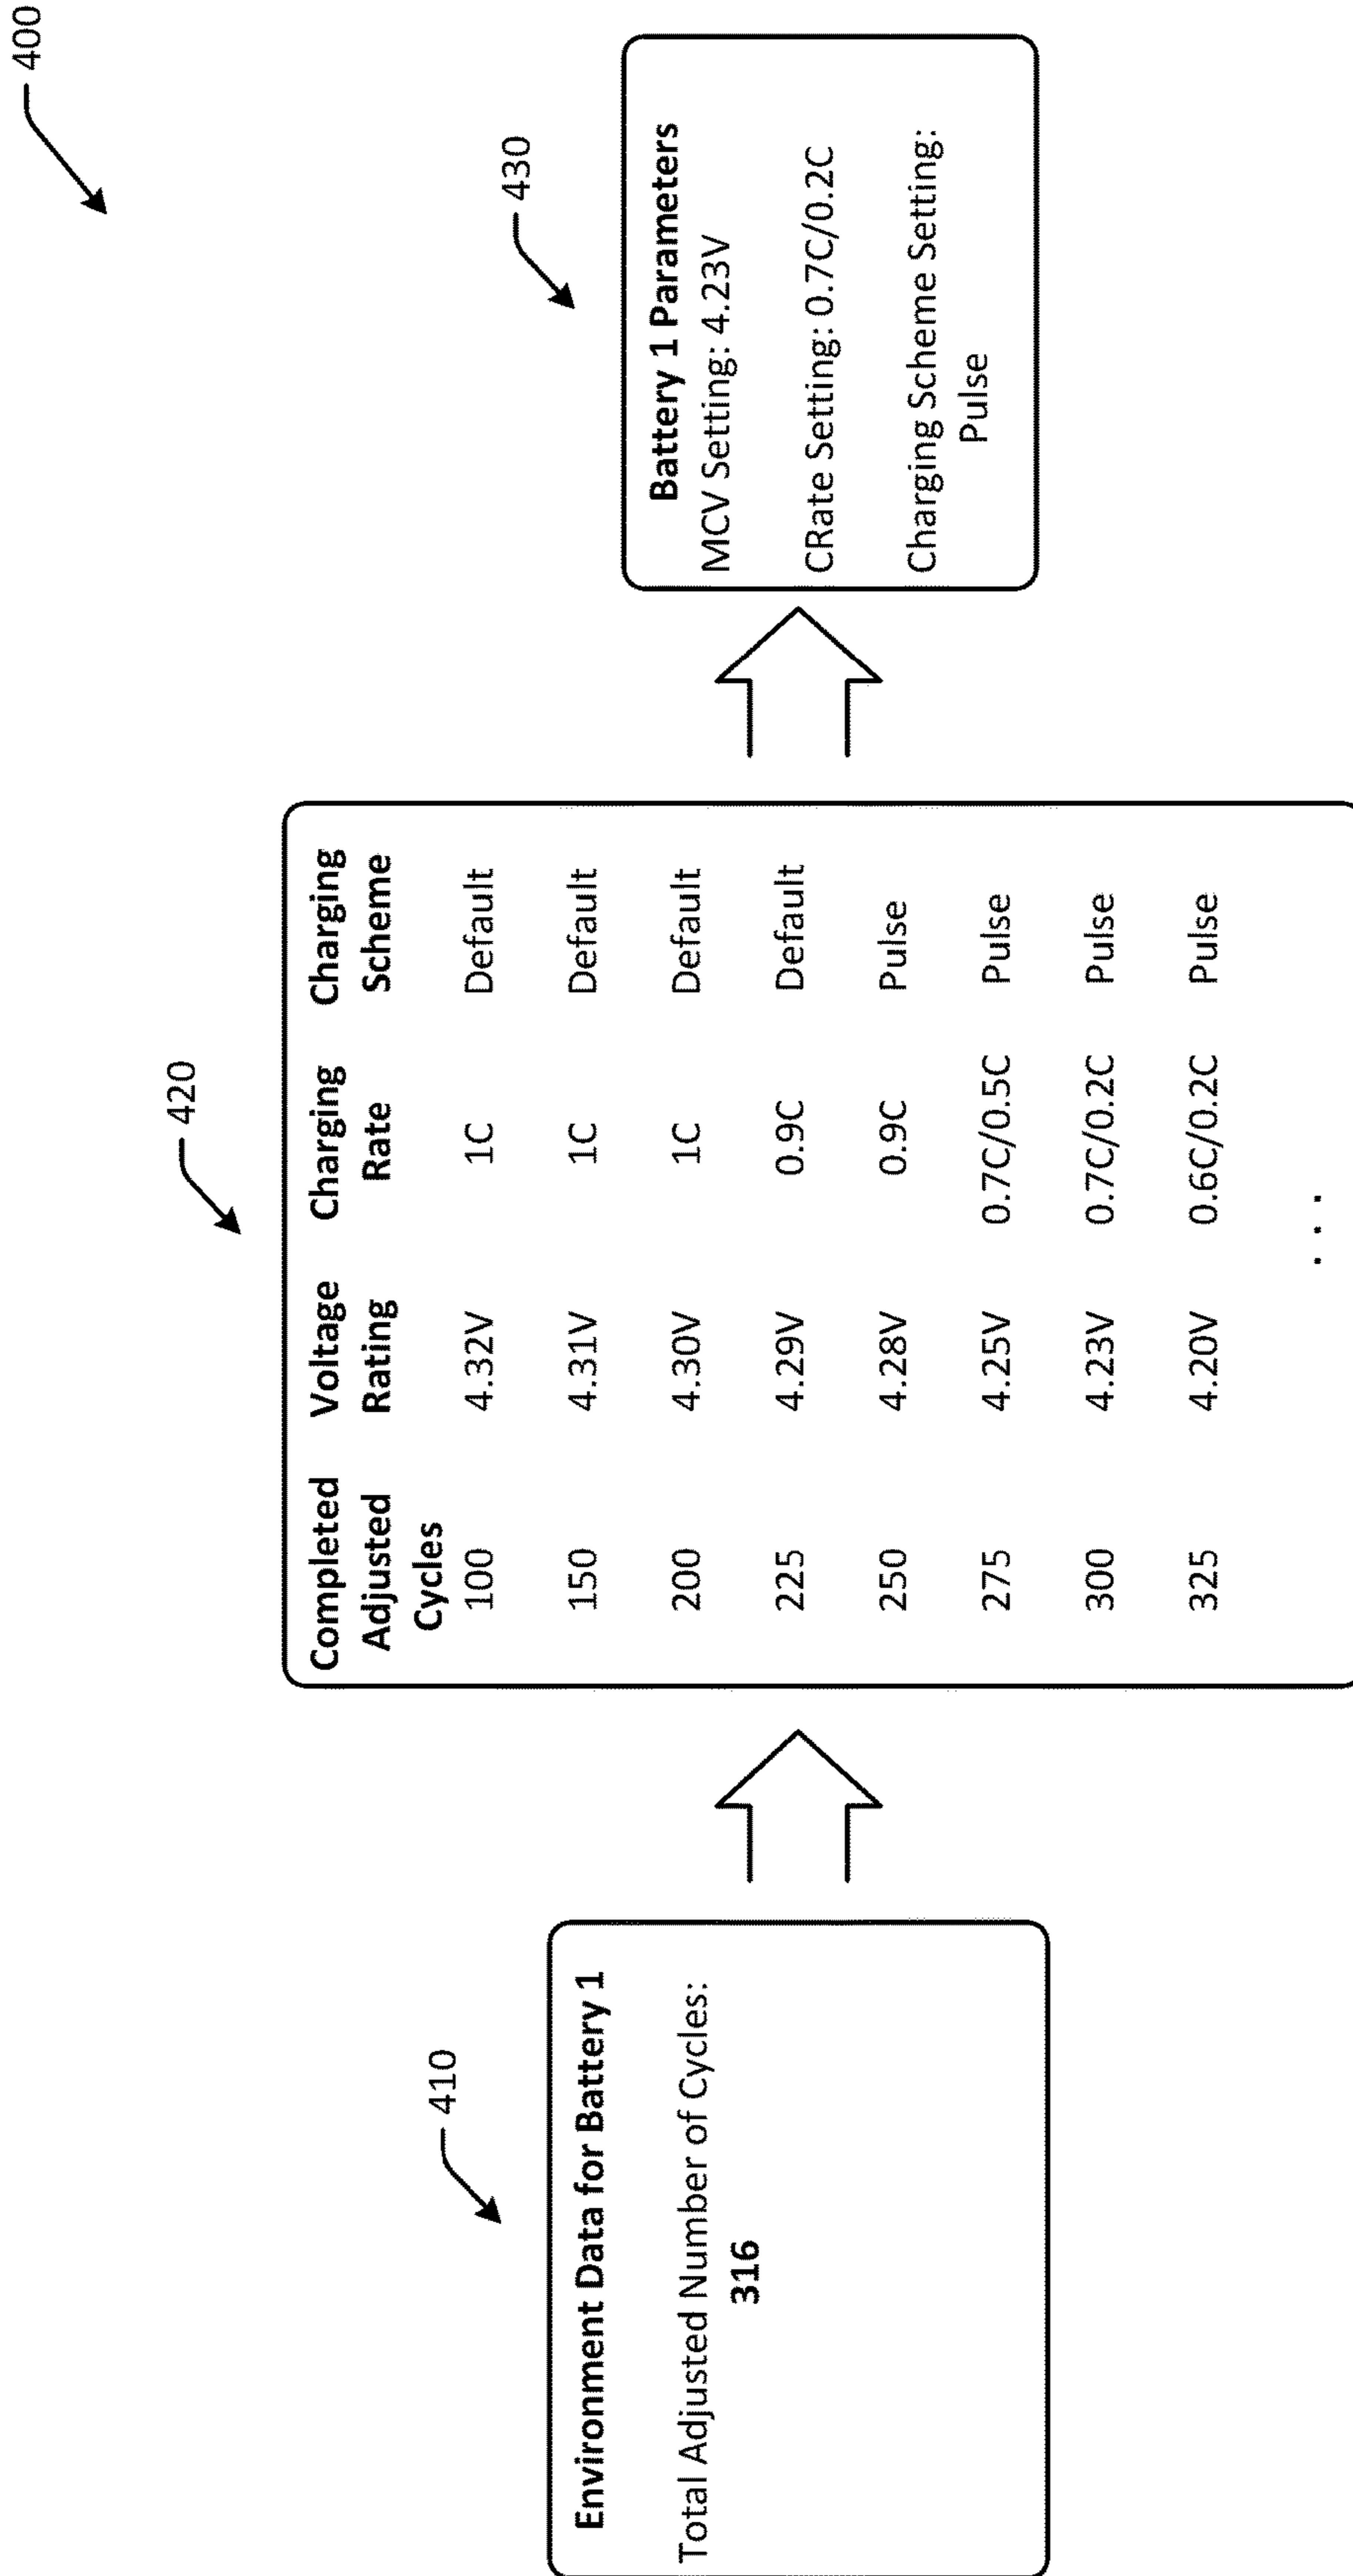 400
410
Environment Data for Battery 1
Total Adjusted Number of Cycles:
316
420
Completed Voltage Charging Charging
Adjusted Rating Rate Scheme
Cycles
100 4.32V 1C Default
150 4.31V 1C Default
200 4.30V 1C Default
225 4.29V 0.9C Default
250 4.28V 0.9C Pulse
275 4.25V 0.7C/0.5C Pulse
300 4.23V 0.7C/0.2C Pulse
325 4.20V 0.6C/0.2C Pulse
. . .
430
Battery 1 Parameters
MCV Setting: 4.23V
CRate Setting: 0.7C/0.2C
Charging Scheme Setting:
Pulse